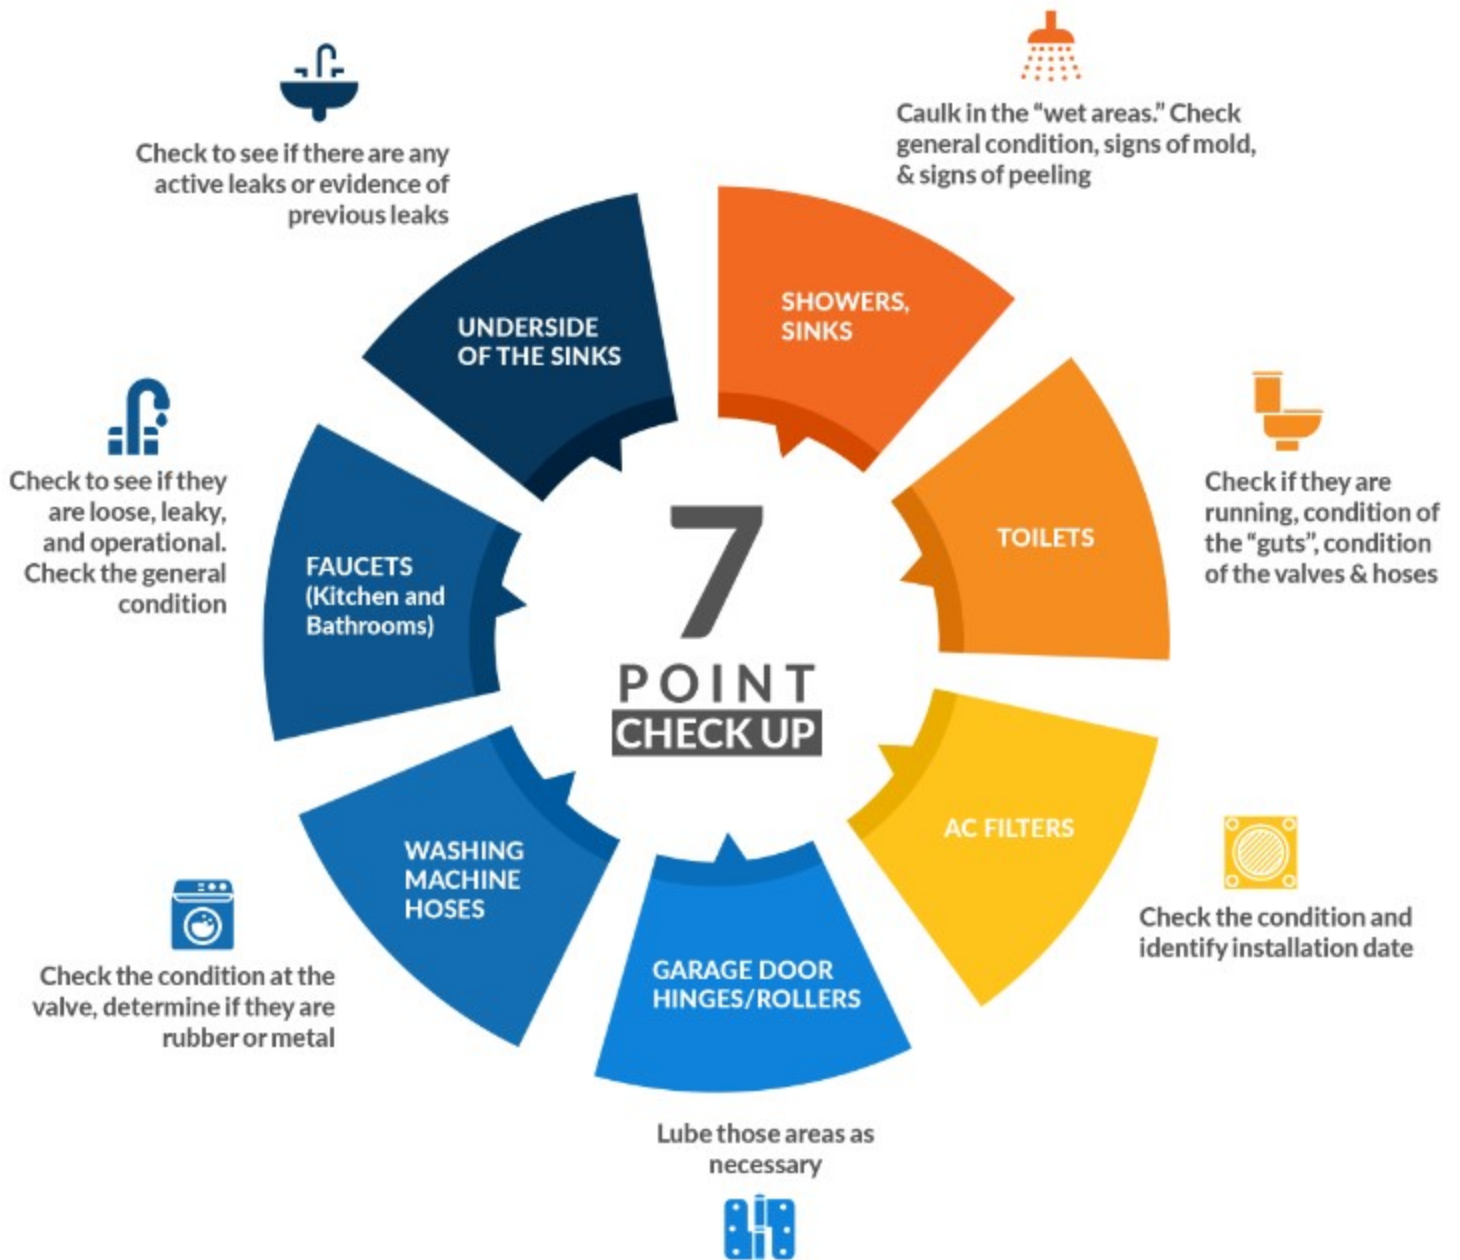 7
POINT
CHECK UP
Caulk in the “wet areas.” Check
general condition, signs of mold,
& signs of peeling
SHOWERS,
SINKS
Check if they are
running, condition of
the “guts”, condition
of the valves & hoses
TOILETS
AC FILTERS
Check the condition and
identify installation date
GARAGE DOOR
HINGES/ROLLERS
Lube those areas as
necessary
WASHING
MACHINE
HOSES
Check the condition at the
valve, determine if they are
rubber or metal
FAUCETS
(Kitchen and
Bathrooms)
Check to see if they
are loose, leaky,
and operational.
Check the general
condition
UNDERSIDE
OF THE SINKS
Check to see if there are any
active leaks or evidence of
previous leaks